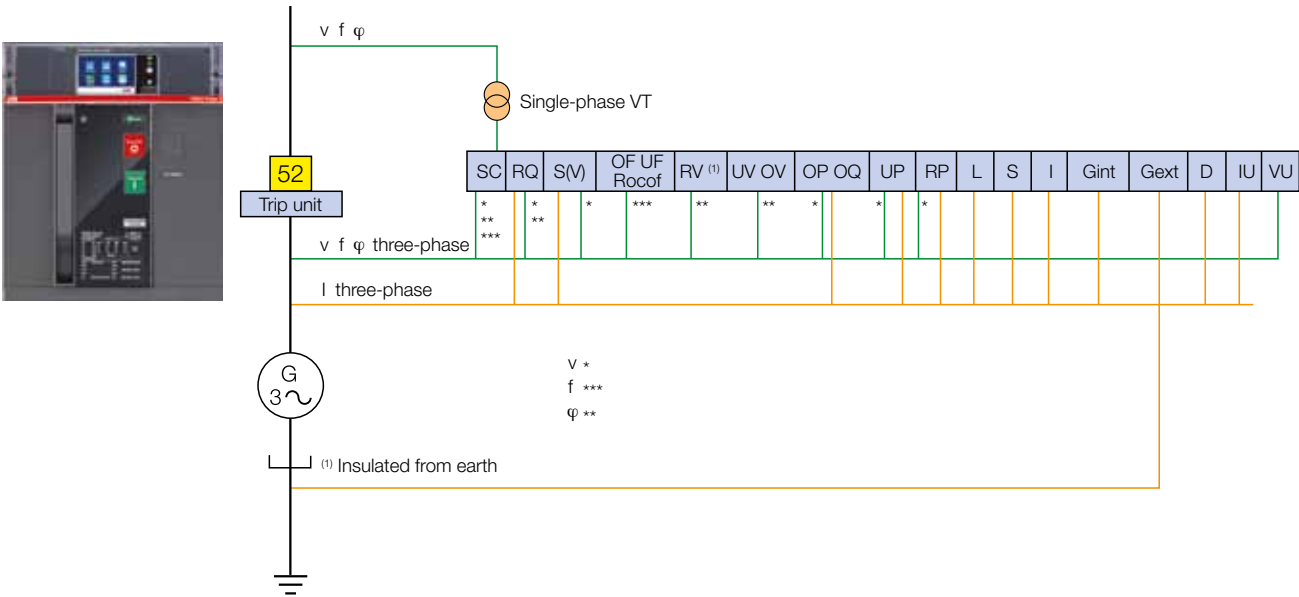 v f φ
Single-phase VT
52
Trip unit
SC RQ S(V) OF UF Rocof RV (1) UV OV OP OQ UP RP L S I Gint Gext D IU VU
* * * *** ** ** * * *
** **
***
v f φ three-phase
I three-phase
G
3
v *
f ***
φ **
(1) Insulated from earth